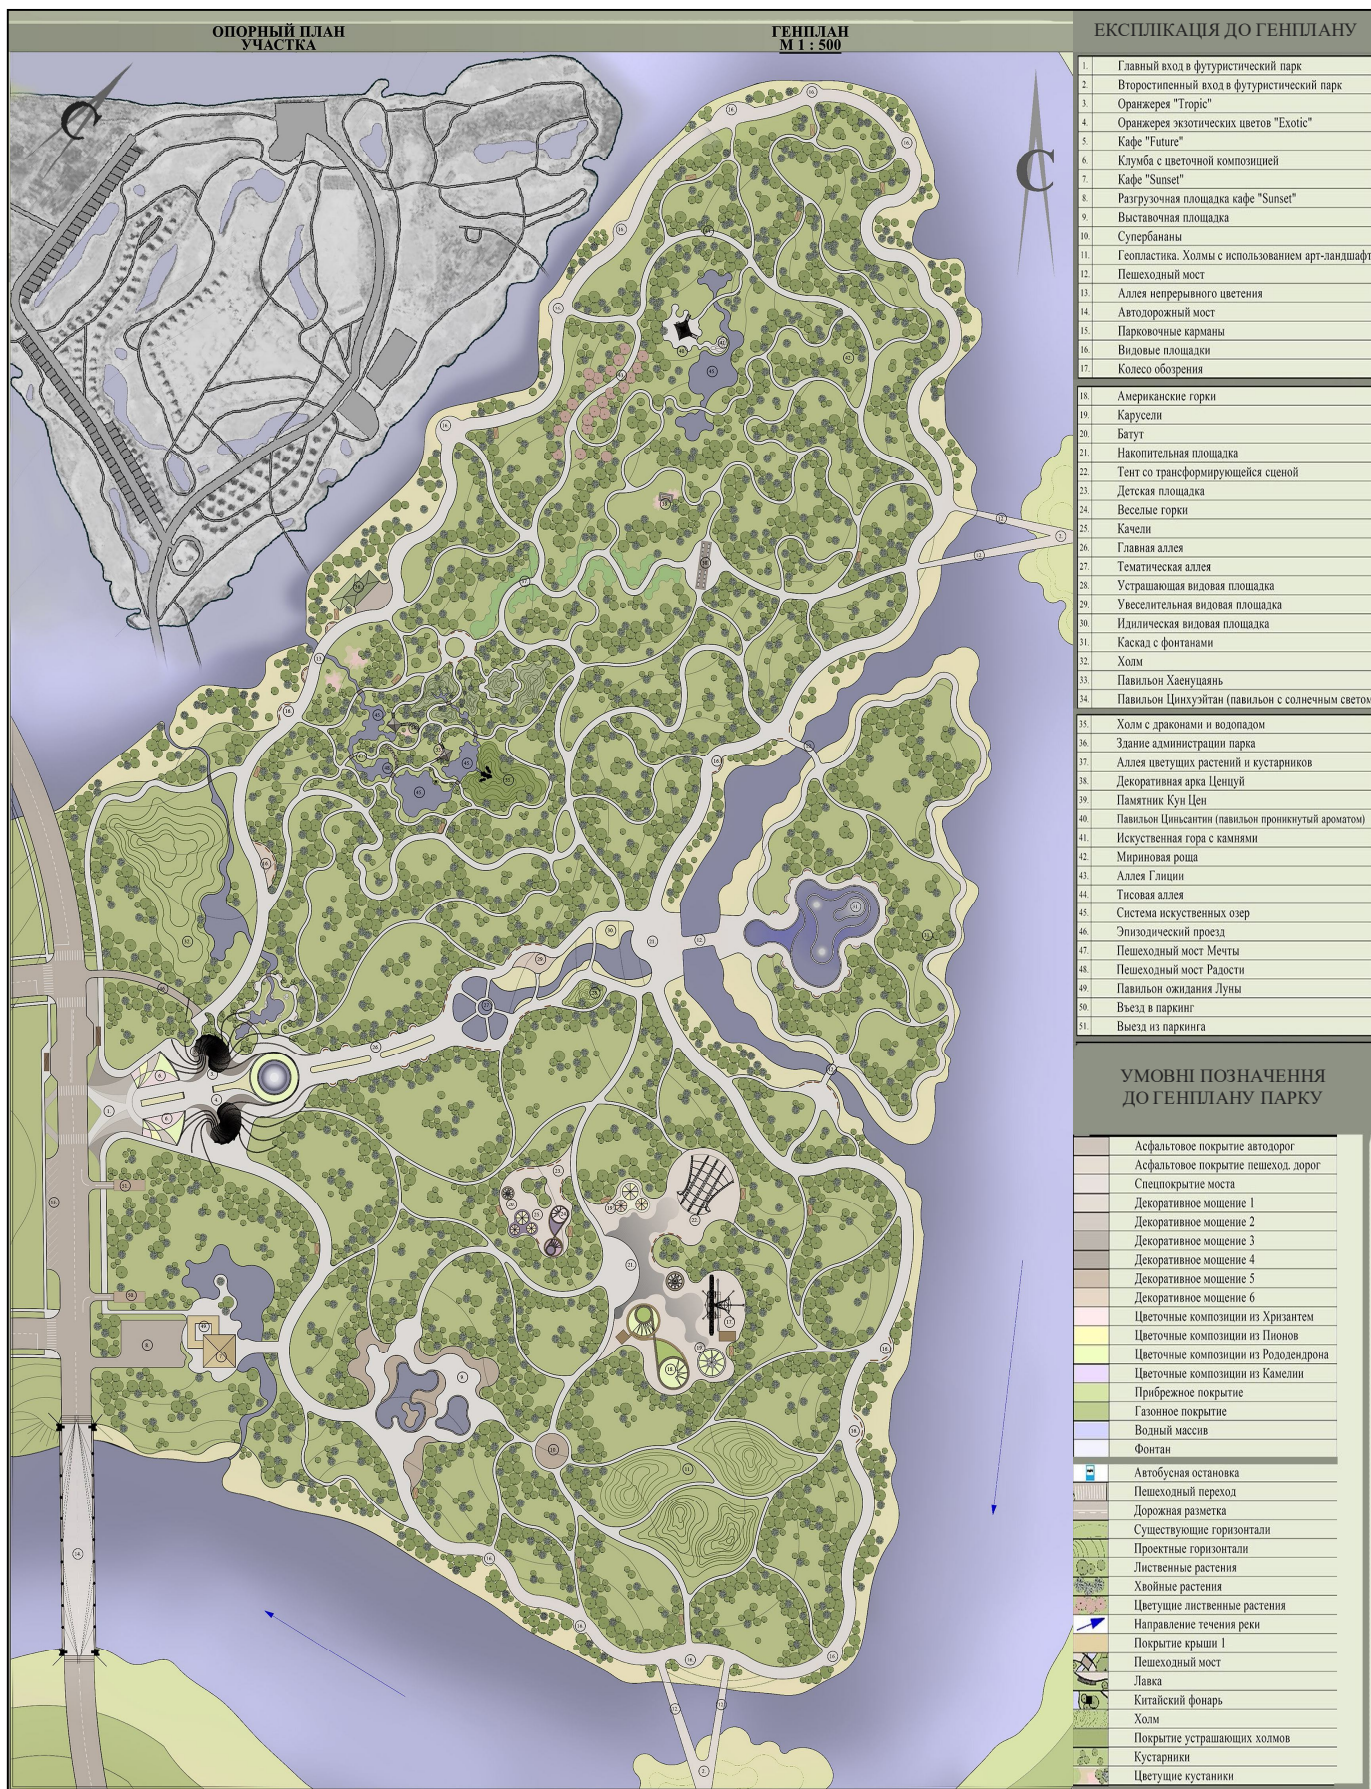 ОПОРНЫЙ ПЛАН
УЧАСТКА
ГЕНПЛАН
М 1 : 500
С
С
ЕКСПЛІКАЦІЯ ДО ГЕНПЛАНУ
1. Главный вход в футуристический парк
2. Второстипенный вход в футуристический парк
3. Оранжерея "Tropic"
4. Оранжерея экзотических цветов "Exotic"
5. Кафе "Future"
6. Клумба с цветочной композицией
7. Кафе "Sunset"
8. Разгрузочная площадка кафе "Sunset"
9. Выставочная площадка
10. Супербананы
11. Геопластика. Холмы с использованием арт-ландшафт
12. Пешеходный мост
13. Аллея непрерывного цветения
14. Автодорожный мост
15. Парковочные карманы
16. Видовые площадки
17. Колесо обозрения
18. Американские горки
19. Карусели
20. Батут
21. Накопительная площадка
22. Тент со трансформирующейся сценой
23. Детская площадка
24. Веселые горки
25. Качели
26. Главная аллея
27. Тематическая аллея
28. Устрашающая видовая площадка
29. Увеселительная видовая площадка
30. Идилическая видовая площадка
31. Каскад с фонтанами
32. Холм
33. Павильон Хаенуцаянь
34. Павильон Цинхуэйтан (павильон с солнечным светом
35. Холм с драконами и водопадом
36. Здание администрации парка
37. Аллея цветущих растений и кустарников
38. Декоративная арка Ценцуй
39. Памятник Кун Цен
40. Павильон Циньсантин (павильон проникнутый ароматом)
41. Искуственная гора с камнями
42. Мириновая роща
43. Аллея Глиции
44. Тисовая аллея
45. Система искуственных озер
46. Эпизодический проезд
47. Пешеходный мост Мечты
48. Пешеходный мост Радости
49. Павильон ожидания Луны
50. Въезд в паркинг
51. Выезд из паркинга
УМОВНІ ПОЗНАЧЕННЯ
ДО ГЕНПЛАНУ ПАРКУ
Асфальтовое покрытие автодорог
Асфальтовое покрытие пешеход. дорог
Спецпокрытие моста
Декоративное мощение 1
Декоративное мощение 2
Декоративное мощение 3
Декоративное мощение 4
Декоративное мощение 5
Декоративное мощение 6
Цветочные композиции из Хризантем
Цветочные композиции из Пионов
Цветочные композиции из Рододендрона
Цветочные композиции из Камелии
Прибрежное покрытие
Газонное покрытие
Водный массив
Фонтан
Автобусная остановка
Пешеходный переход
Дорожная разметка
Существующие горизонтали
Проектные горизонтали
Лиственные растения
Хвойные растения
Цветущие лиственные растения
Направление течения реки
Покрытие крыши 1
Пешеходный мост
Лавка
Китайский фонарь
Холм
Покрытие устрашающих холмов
Кустарники
Цветущие кустаники